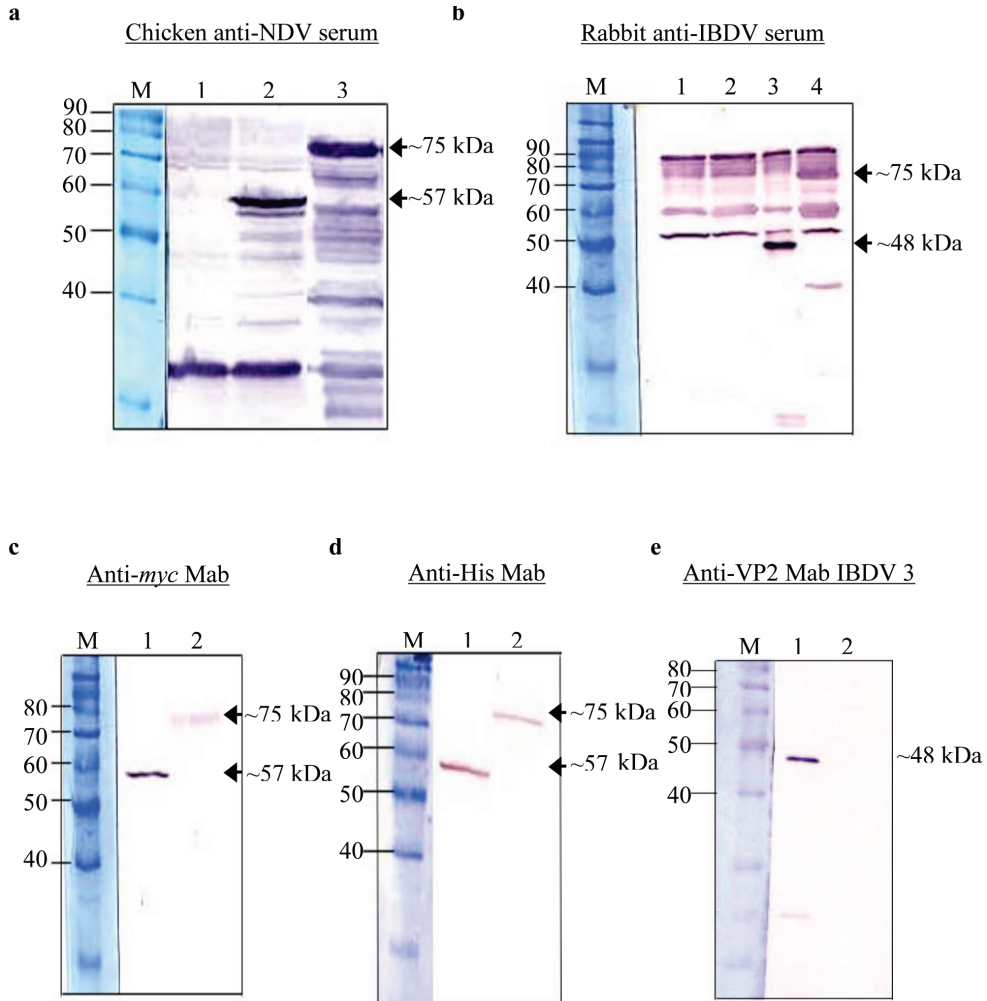 a
Chicken anti-NDV serum
M 1 2 3
90
80
70
60
50
40
~75 kDa
~57 kDa
b
Rabbit anti-IBDV serum
M 1 2 3 4
90
80
70
60
50
40
~75 kDa
~48 kDa
c
Anti-myc Mab
M 1 2
80
70
60
50
40
~75 kDa
~57 kDa
d
Anti-His Mab
M 1 2
90
80
70
60
50
40
~75 kDa
~57 kDa
e
Anti-VP2 Mab IBDV 3
M 1 2
80
70
60
50
40
~48 kDa